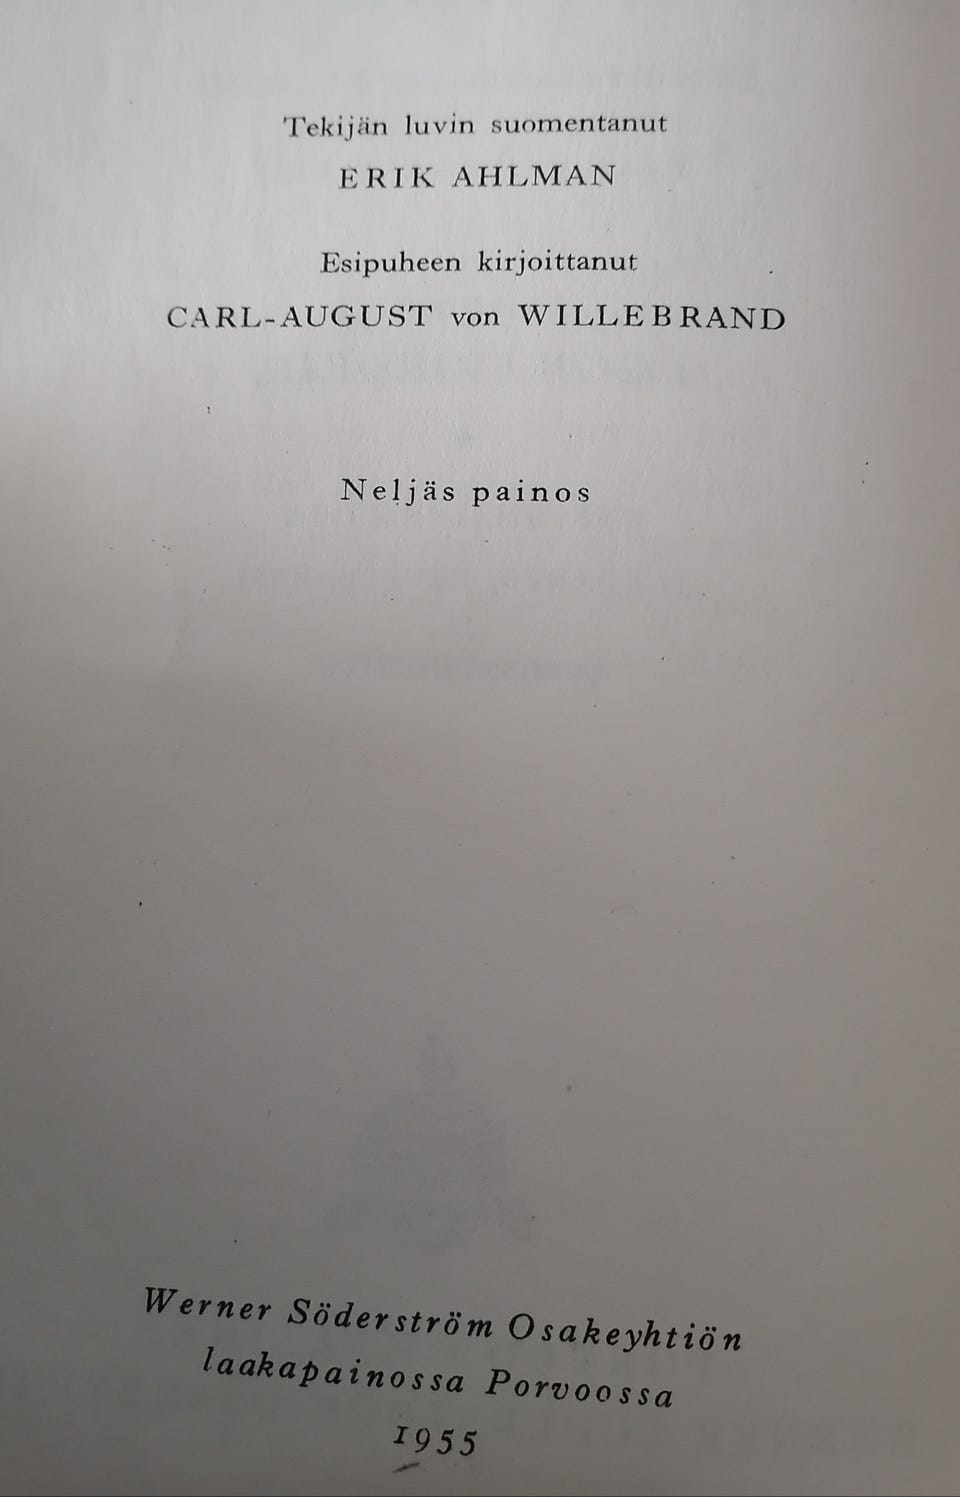 Tekijän luvin suomentanut
ERIK AHLMAN
Esipuheen kirjoittanut
CARL-AUGUST von WILLEBRAND
Neljäs painos
Werner Söderström Osakeyhtiön
laakapainossa Porvoossa
1955